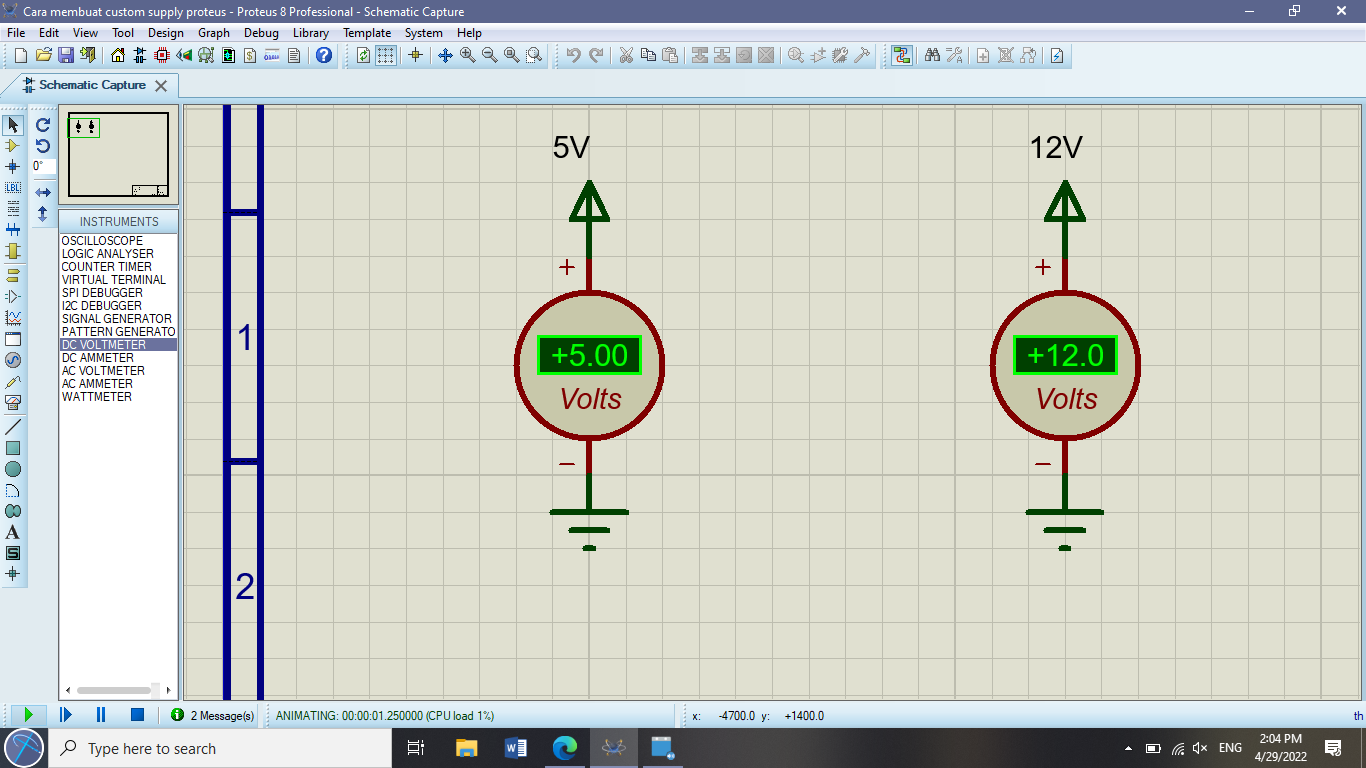 Cara membuat custom supply proteus - Proteus 8 Professional - Schematic Capture
File Edit View Tool Design Graph Debug Library Template System Help
Schematic Capture
0°
LBL
INSTRUMENTS
OSCILLOSCOPE
LOGIC ANALYSER
COUNTER TIMER
VIRTUAL TERMINAL
SPI DEBUGGER
I2C DEBUGGER
SIGNAL GENERATOR
PATTERN GENERATO
DC VOLTMETER
DC AMMETER
AC VOLTMETER
AC AMMETER
WATTMETER
A
S
1
2
5V
+
+5.00
Volts
−
12V
+
+12.0
Volts
−
2 Message(s)
ANIMATING: 00:00:01.250000 (CPU load 1%)
x: -4700.0 y: +1400.0
th
Type here to search
ENG
2:04 PM
4/29/2022